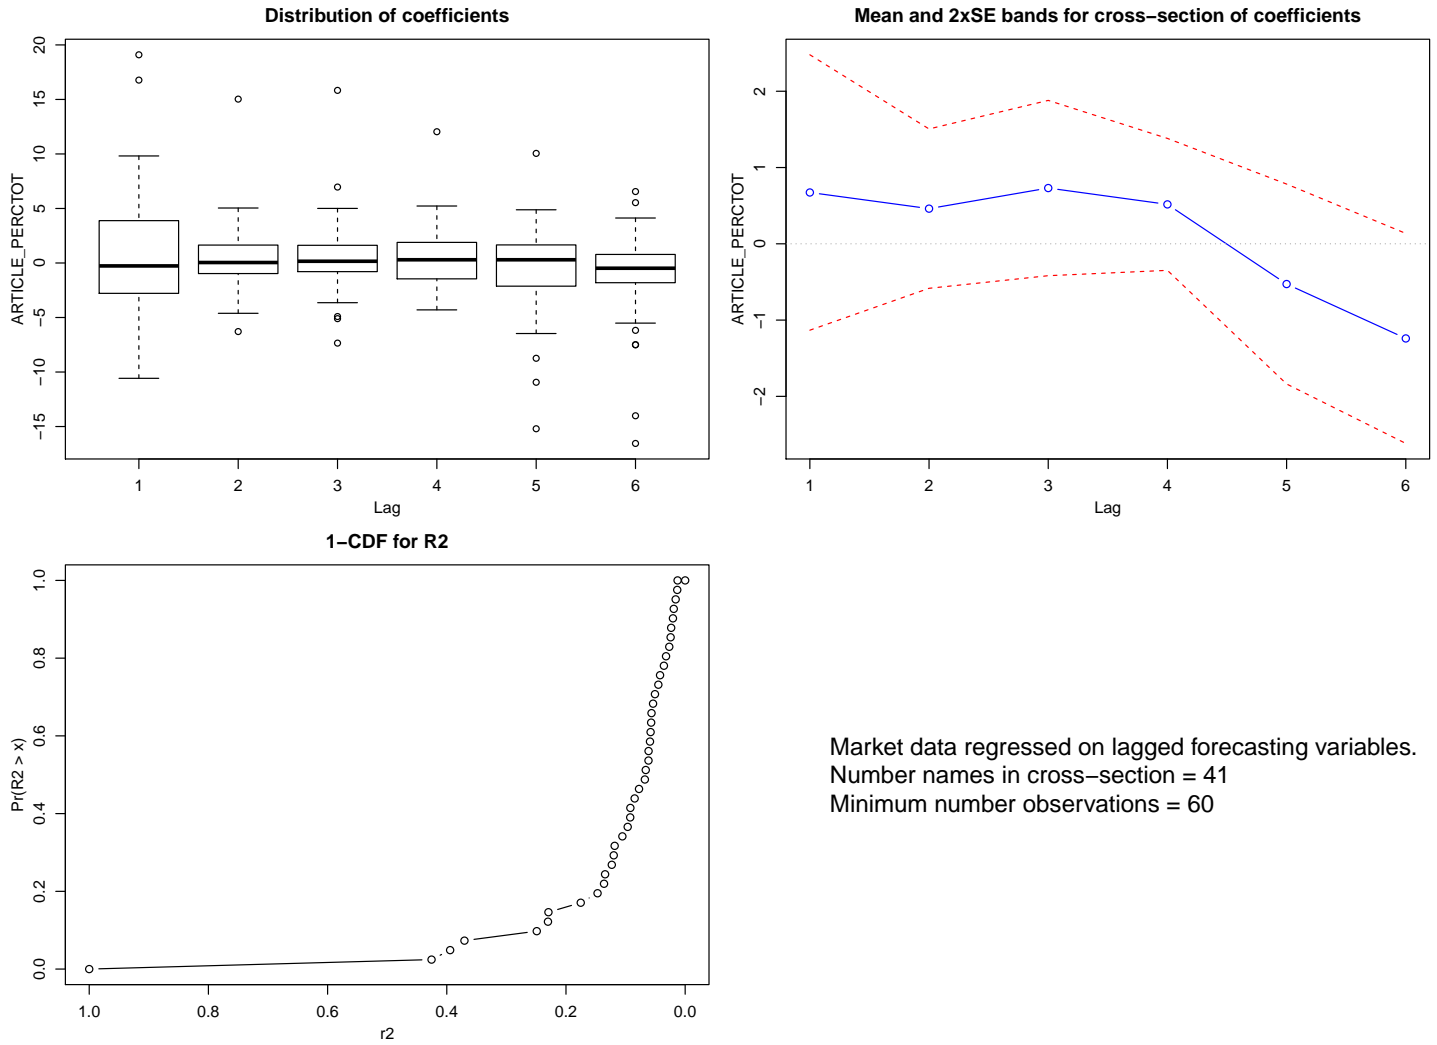 Distribution of coefficients
ARTICLE_PERCTOT
20
15
10
5
0
−5
−10
−15
1 2 3 4 5 6
Lag
Mean and 2xSE bands for cross−section of coefficients
ARTICLE_PERCTOT
2
1
0
−1
−2
1 2 3 4 5 6
Lag
1−CDF for R2
Pr(R2 > x)
1.0
0.8
0.6
0.4
0.2
0.0
1.0 0.8 0.6 0.4 0.2 0.0
r2
Market data regressed on lagged forecasting variables.
Number names in cross−section = 41
Minimum number observations = 60